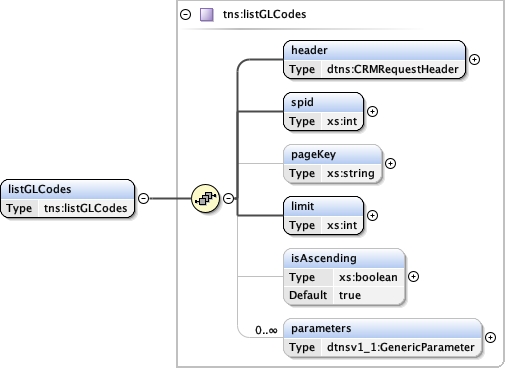 tns:listGLCodes
header
Type dtns:CRMRequestHeader
spid
Type xs:int
pageKey
Type xs:string
listGLCodes
Type tns:listGLCodes
limit
Type xs:int
isAscending
Type xs:boolean
Default true
0..∞
parameters
Type dtnsv1_1:GenericParameter